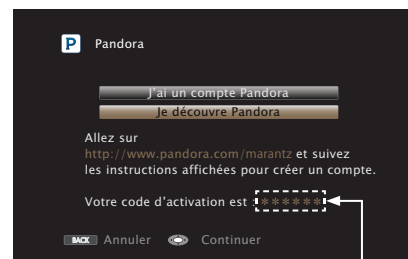 P Pandora
J'ai un compte Pandora
Je découvre Pandora
Allez sur
http://www.pandora.com/marantz et suivez
les instructions affichées pour créer un compte.
Votre code d'activation est : ******
BACK Annuler Continuer